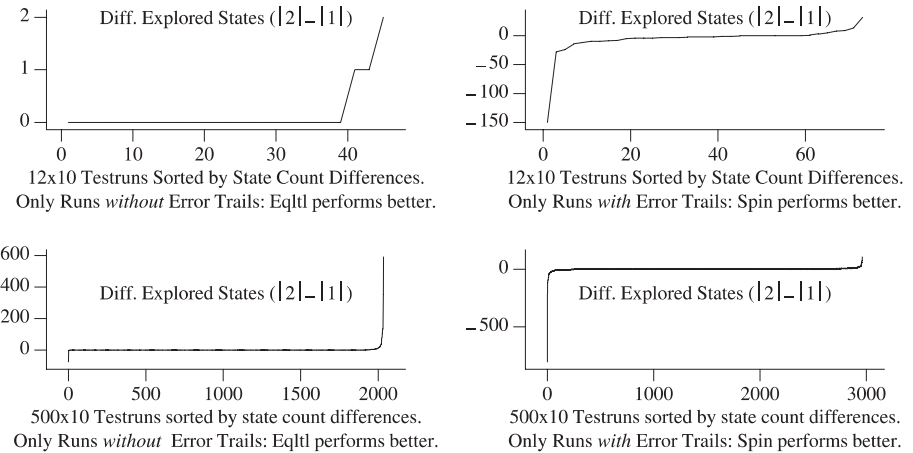 Diff. Explored States (|2|–|1|)
2
1
0
0 10 20 30 40
12x10 Testruns Sorted by State Count Differences.
Only Runs without Error Trails: Eqltl performs better.
Diff. Explored States (|2|–|1|)
0
–50
–100
–150
0 20 40 60
12x10 Testruns Sorted by State Count Differences.
Only Runs with Error Trails: Spin performs better.
600
Diff. Explored States (|2|–|1|)
400
200
0
0 500 1000 1500 2000
500x10 Testruns sorted by state count differences.
Only Runs without Error Trails: Eqltl performs better.
0
Diff. Explored States (|2|–|1|)
–500
0 1000 2000 3000
500x10 Testruns sorted by state count differences.
Only Runs with Error Trails: Spin performs better.